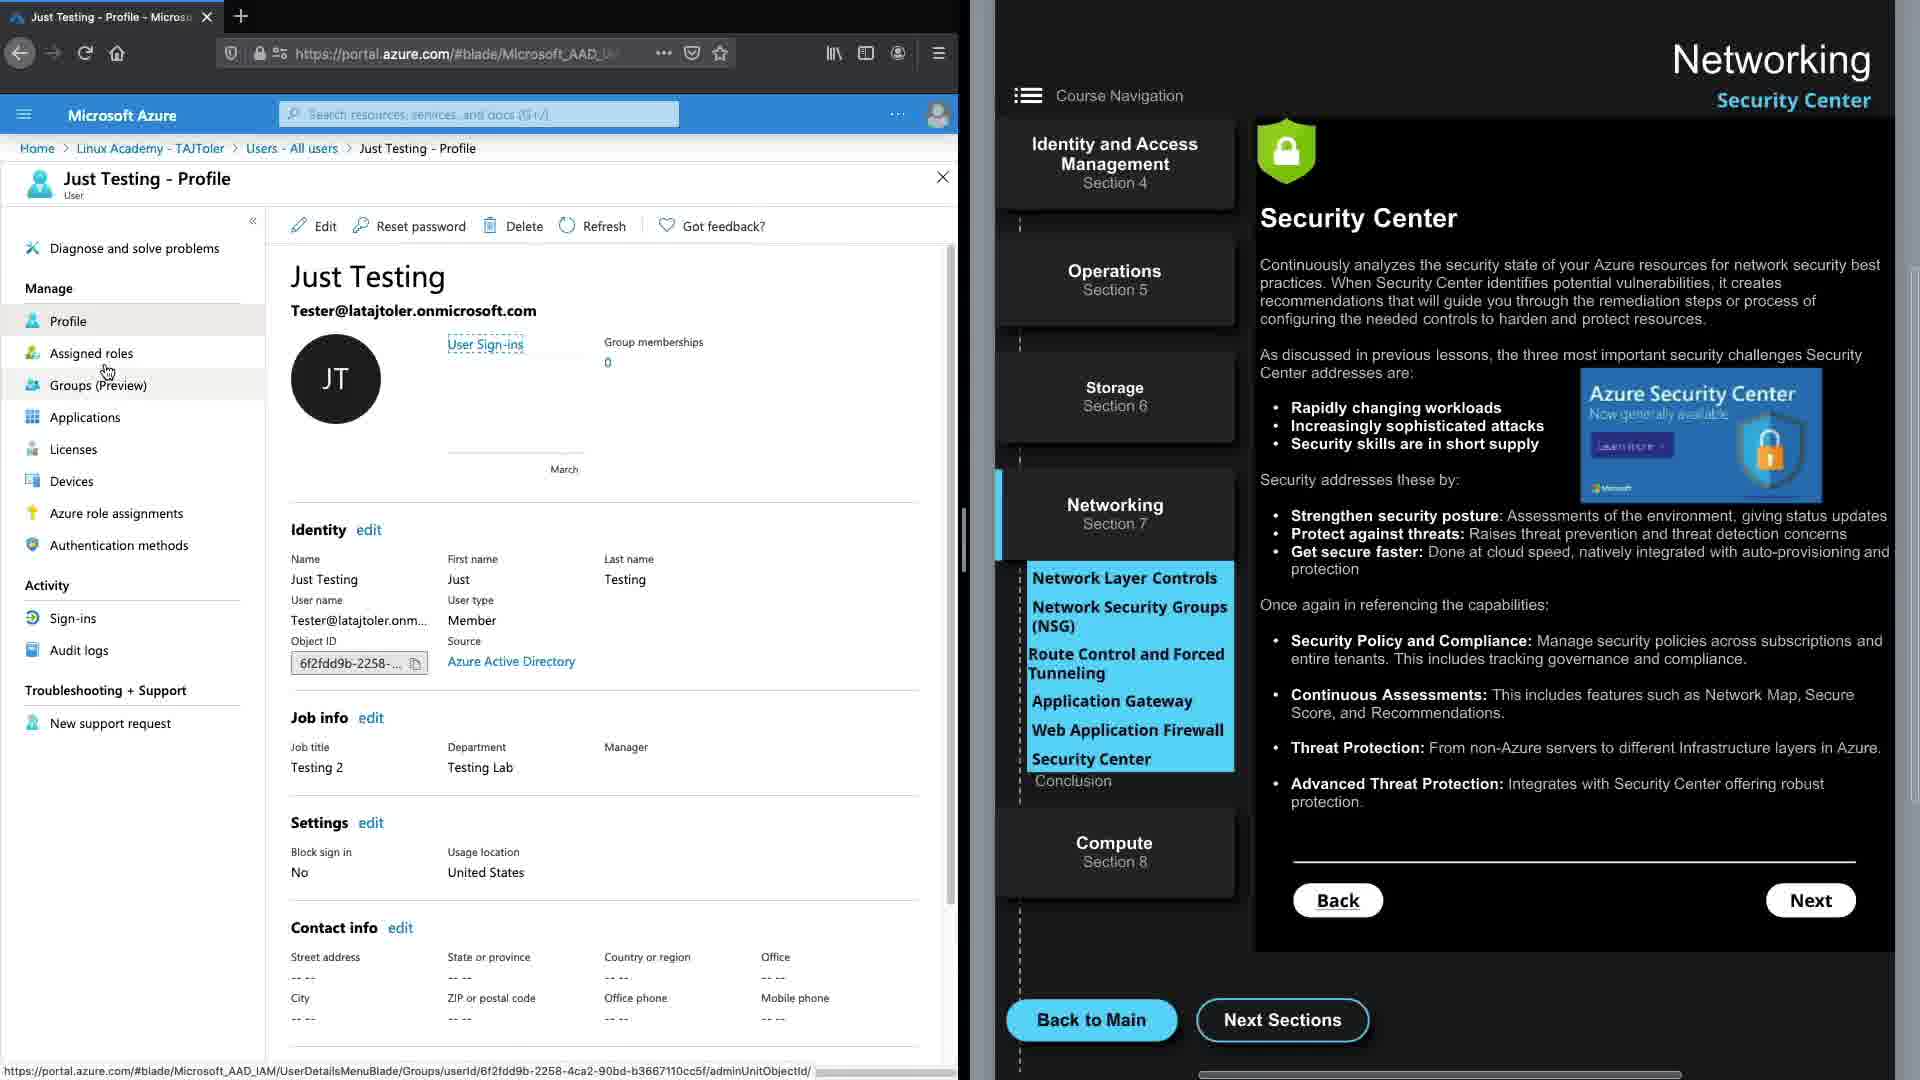 Just Testing - Profile - Micros
https://portal.azure.com/#blade/Microsoft_AAD_
Microsoft Azure
Search resources, services, and docs (G+/)
Home > Linux Academy - TAJToler > Users - All users > Just Testing - Profile
Just Testing - Profile
User
Diagnose and solve problems
Manage
Profile
Assigned roles
Groups (Preview)
Applications
Licenses
Devices
Azure role assignments
Authentication methods
Activity
Sign-ins
Audit logs
Troubleshooting + Support
New support request
Edit Reset password Delete Refresh Got feedback?
Just Testing
Tester@latajtoler.onmicrosoft.com
JT
User Sign-ins
Group memberships
0
March
Identity edit
Name First name Last name
Just Testing Just Testing
User name User type
Tester@latajtoler.onm... Member
Object ID Source
6f2fdd9b-2258-... Azure Active Directory
Job info edit
Job title Department Manager
Testing 2 Testing Lab
Settings edit
Block sign in Usage location
No United States
Contact info edit
Street address State or province Country or region Office
-- -- -- -- -- -- -- --
City ZIP or postal code Office phone Mobile phone
-- -- -- -- -- -- -- --
https://portal.azure.com/#blade/Microsoft_AAD_IAM/UserDetailsMenuBlade/Groups/userId/6f2fdd9b-2258-4ca2-90bd-b3667110cc5f/adminUnitObjectId/
Networking
Security Center
Course Navigation
Identity and Access
Management
Section 4
Operations
Section 5
Storage
Section 6
Networking
Section 7
Network Layer Controls
Network Security Groups
(NSG)
Route Control and Forced
Tunneling
Application Gateway
Web Application Firewall
Security Center
Conclusion
Compute
Section 8
Back to Main
Next Sections
Security Center
Continuously analyzes the security state of your Azure resources for network security best
practices. When Security Center identifies potential vulnerabilities, it creates
recommendations that will guide you through the remediation steps or process of
configuring the needed controls to harden and protect resources.
As discussed in previous lessons, the three most important security challenges Security
Center addresses are:
• Rapidly changing workloads
• Increasingly sophisticated attacks
• Security skills are in short supply
Azure Security Center
Now generally available
Learn more >
Microsoft
Security addresses these by:
• Strengthen security posture: Assessments of the environment, giving status updates
• Protect against threats: Raises threat prevention and threat detection concerns
• Get secure faster: Done at cloud speed, natively integrated with auto-provisioning and
protection
Once again in referencing the capabilities:
• Security Policy and Compliance: Manage security policies across subscriptions and
entire tenants. This includes tracking governance and compliance.
• Continuous Assessments: This includes features such as Network Map, Secure
Score, and Recommendations.
• Threat Protection: From non-Azure servers to different Infrastructure layers in Azure.
• Advanced Threat Protection: Integrates with Security Center offering robust
protection.
Back
Next